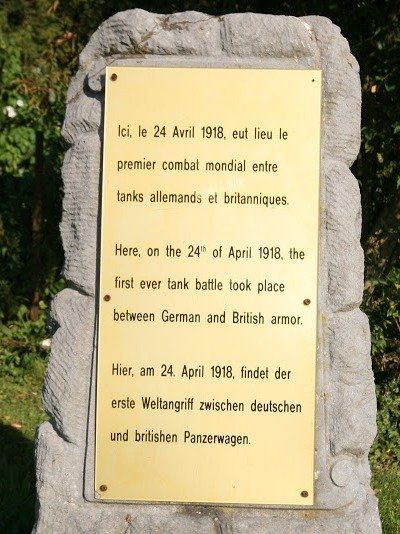 Ici, le 24 Avril 1918, eut lieu le
premier combat mondial entre
tanks allemands et britanniques.
Here, on the 24th of April 1918, the
first ever tank battle took place
between German and British armor.
Hier, am 24. April 1918, findet der
erste Weltangriff zwischen deutschen
und britishen Panzerwagen.